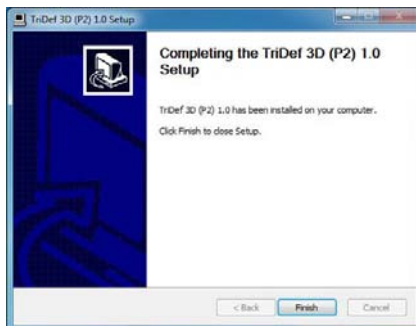 TriDef 3D (P2) 1.0 Setup
Completing the TriDef 3D (P2) 1.0
Setup
TriDef 3D (P2) 1.0 has been installed on your computer.
Click Finish to close Setup.
< Back
Finish
Cancel